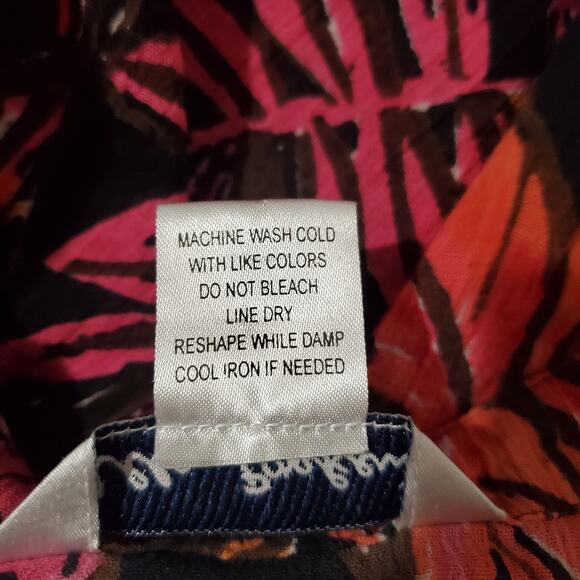 MACHINE WASH COLD
WITH LIKE COLORS
DO NOT BLEACH
LINE DRY
RESHAPE WHILE DAMP
COOL IRON IF NEEDED